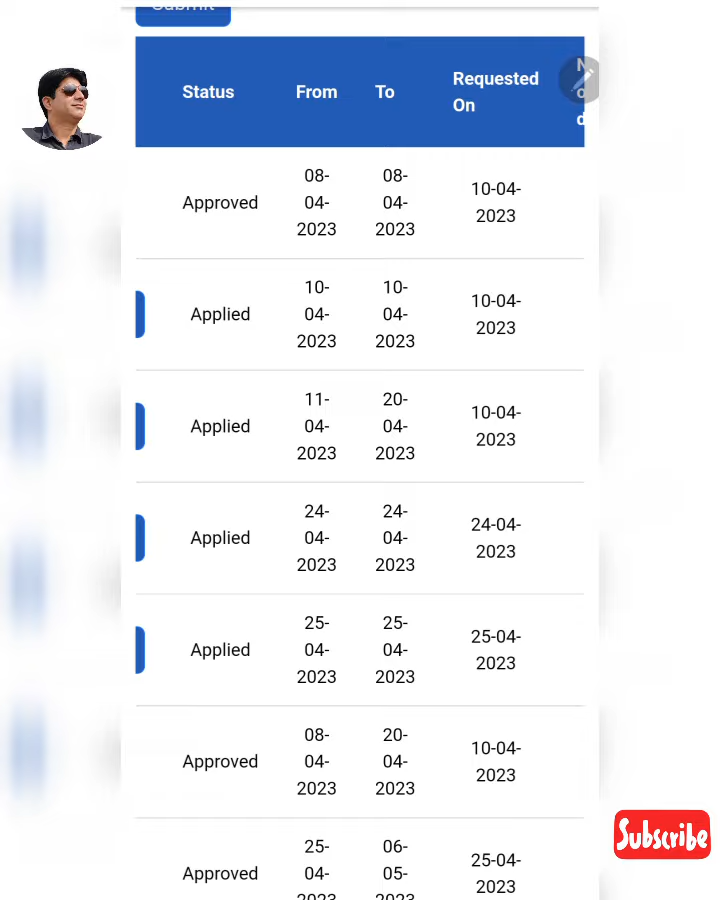 Submit
Status From To Requested On N o d
Approved 08-04-2023 08-04-2023 10-04-2023
Applied 10-04-2023 10-04-2023 10-04-2023
Applied 11-04-2023 20-04-2023 10-04-2023
Applied 24-04-2023 24-04-2023 24-04-2023
Applied 25-04-2023 25-04-2023 25-04-2023
Approved 08-04-2023 20-04-2023 10-04-2023
Approved 25-04-2023 06-05-2023 25-04-2023
Subscribe